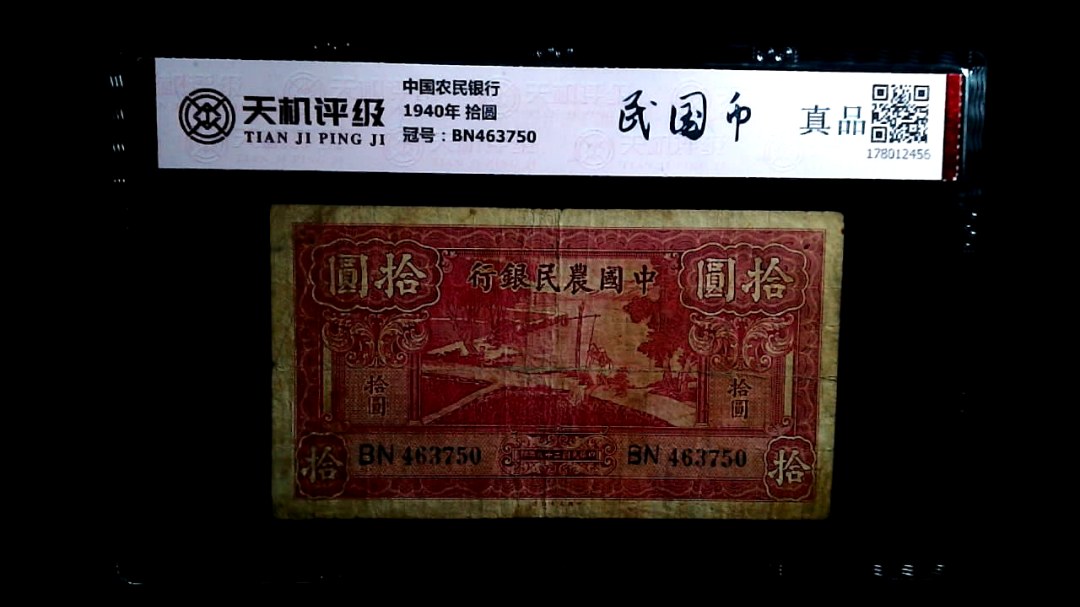 天机评级
TIAN JI PING JI
中国农民银行
1940年 拾圆
冠号：BN463750
民国币
真品
178012456
行銀民農國中
圓拾
圓拾
拾圓
拾圓
BN 463750
BN 463750
拾
拾